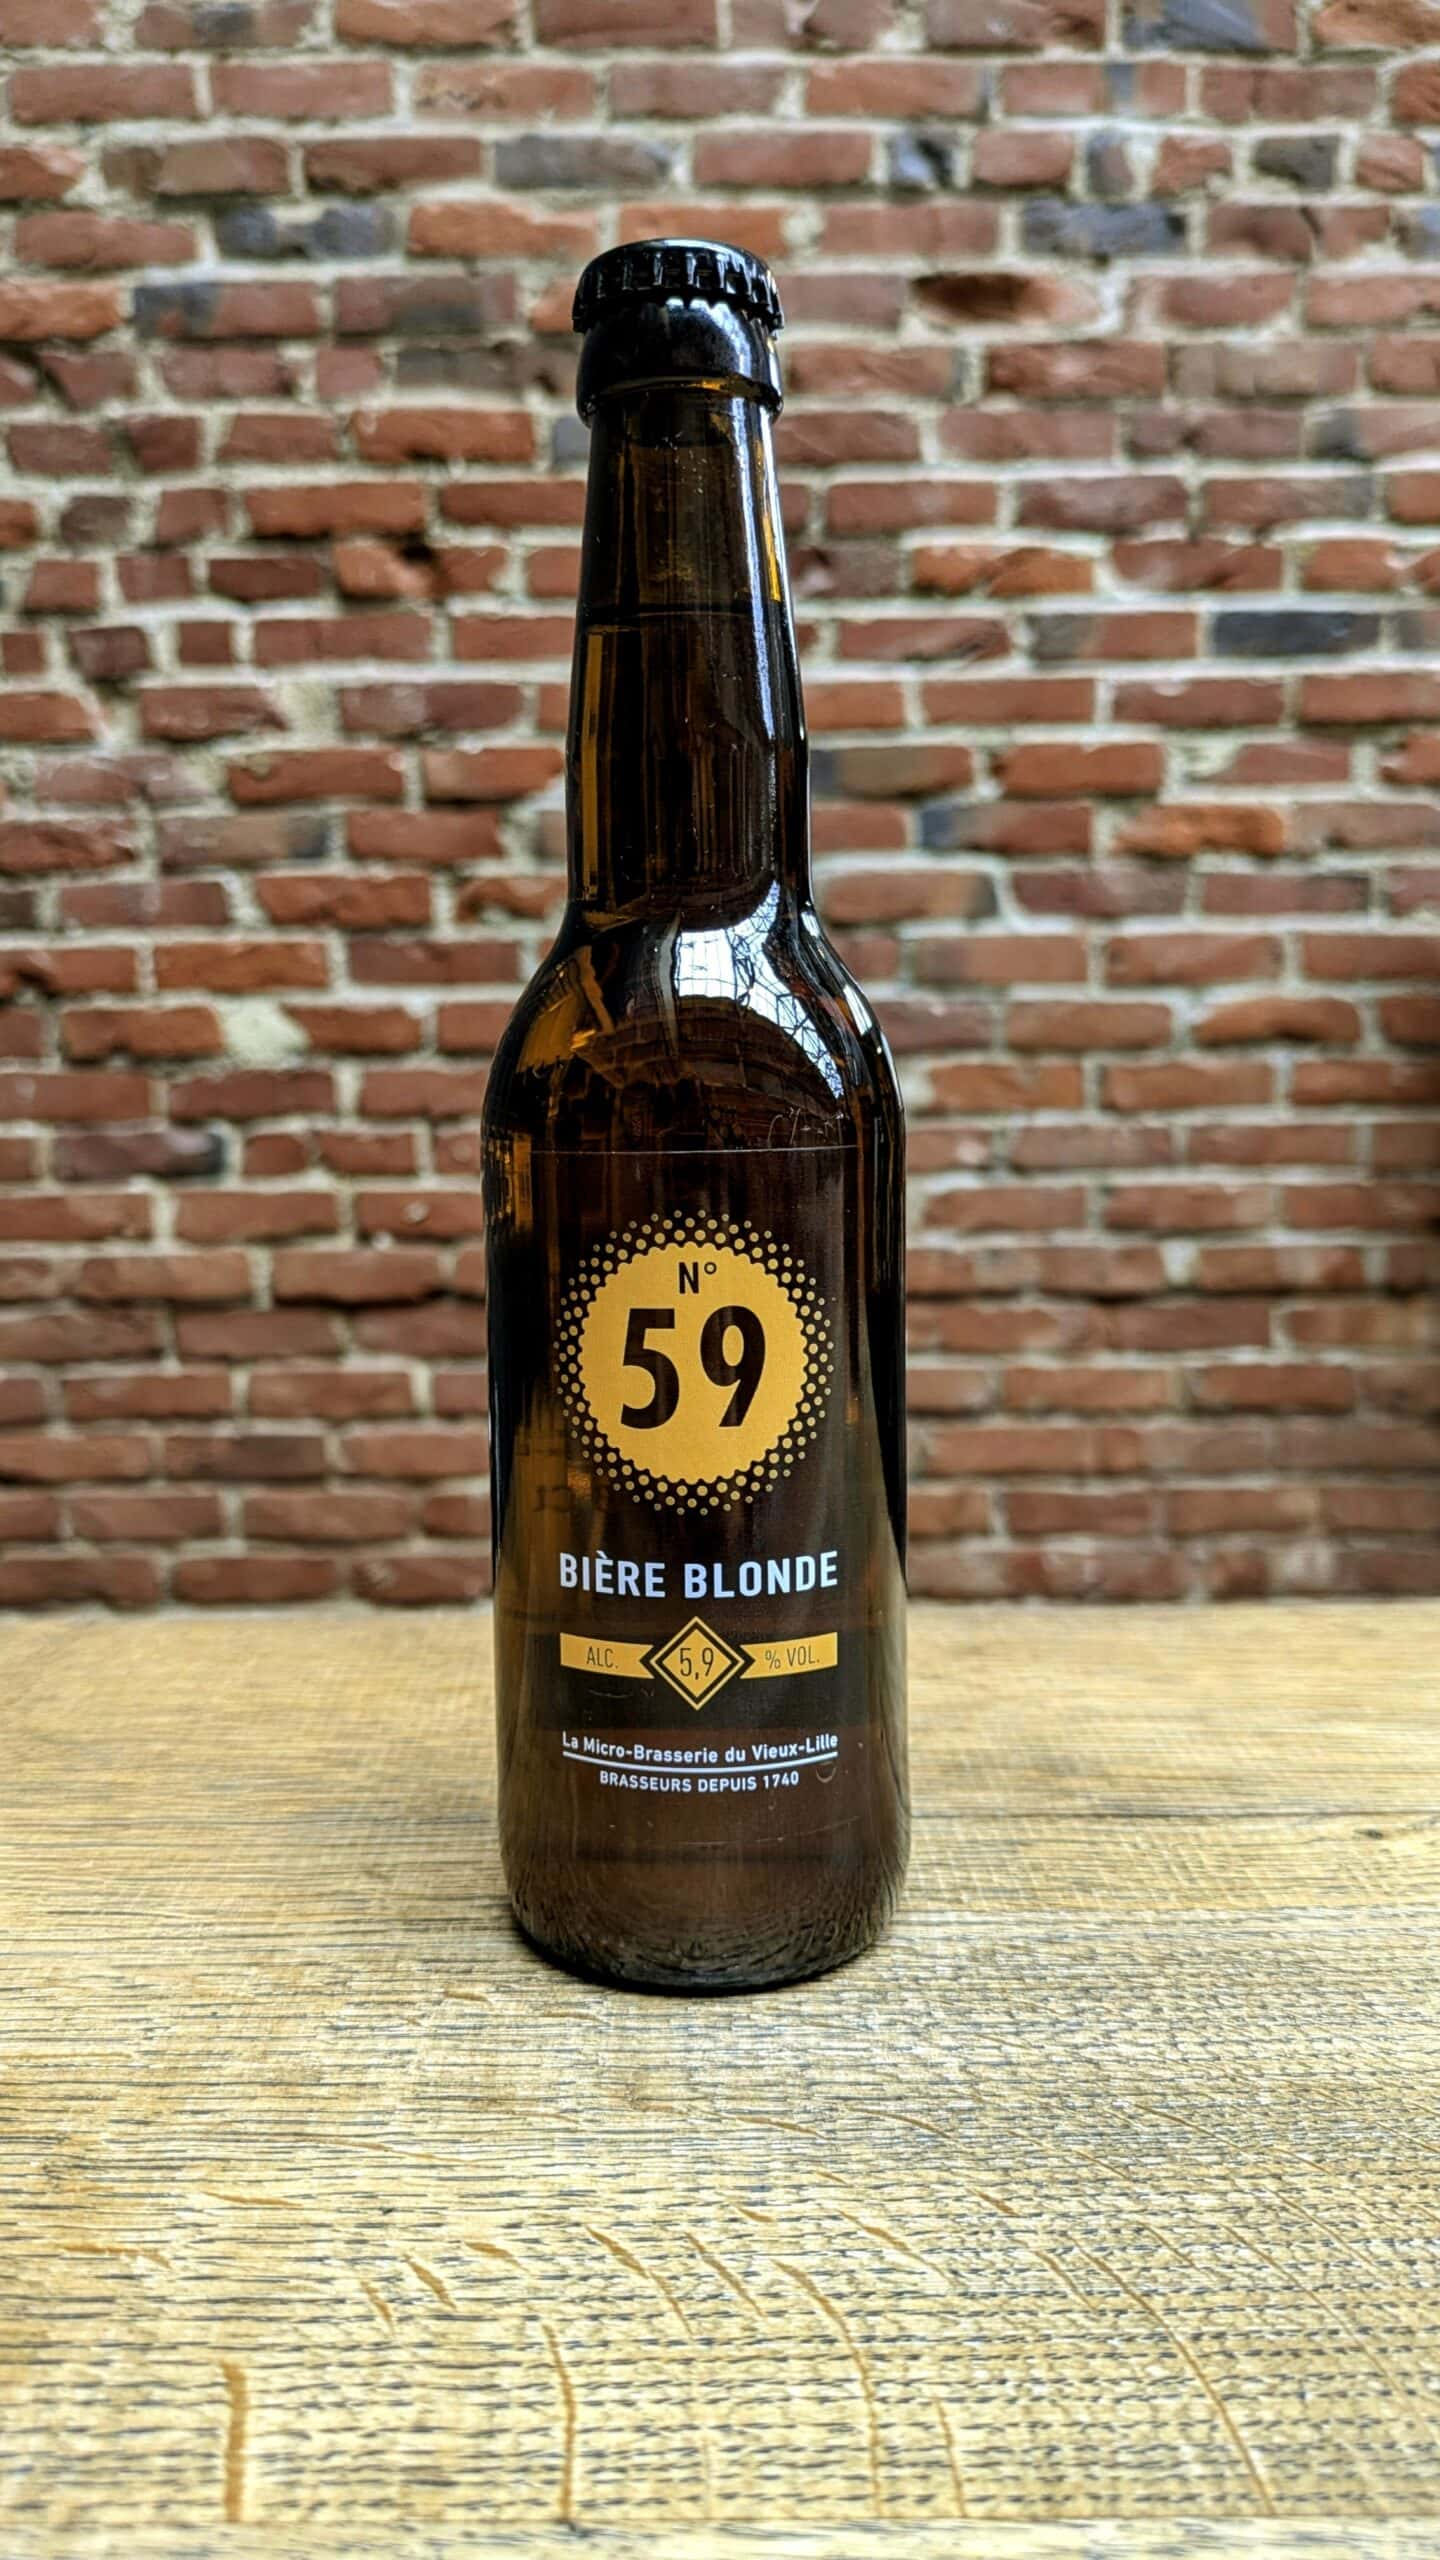 N°
59
BIÈRE BLONDE
ALC. 5,9 % VOL.
La Micro-Brasserie du Vieux-Lille
BRASSEURS DEPUIS 1740